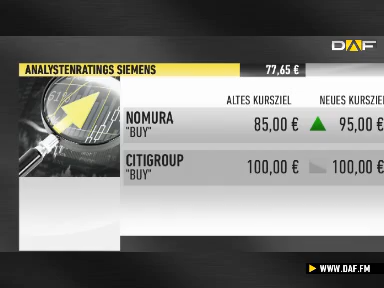 DAF
ANALYSTENRATINGS SIEMENS 77,65 €
ALTES KURSZIEL NEUES KURSZIEL
NOMURA
"BUY" 85,00 € 95,00 €
CITIGROUP
"BUY" 100,00 € 100,00 €
WWW.DAF.FM